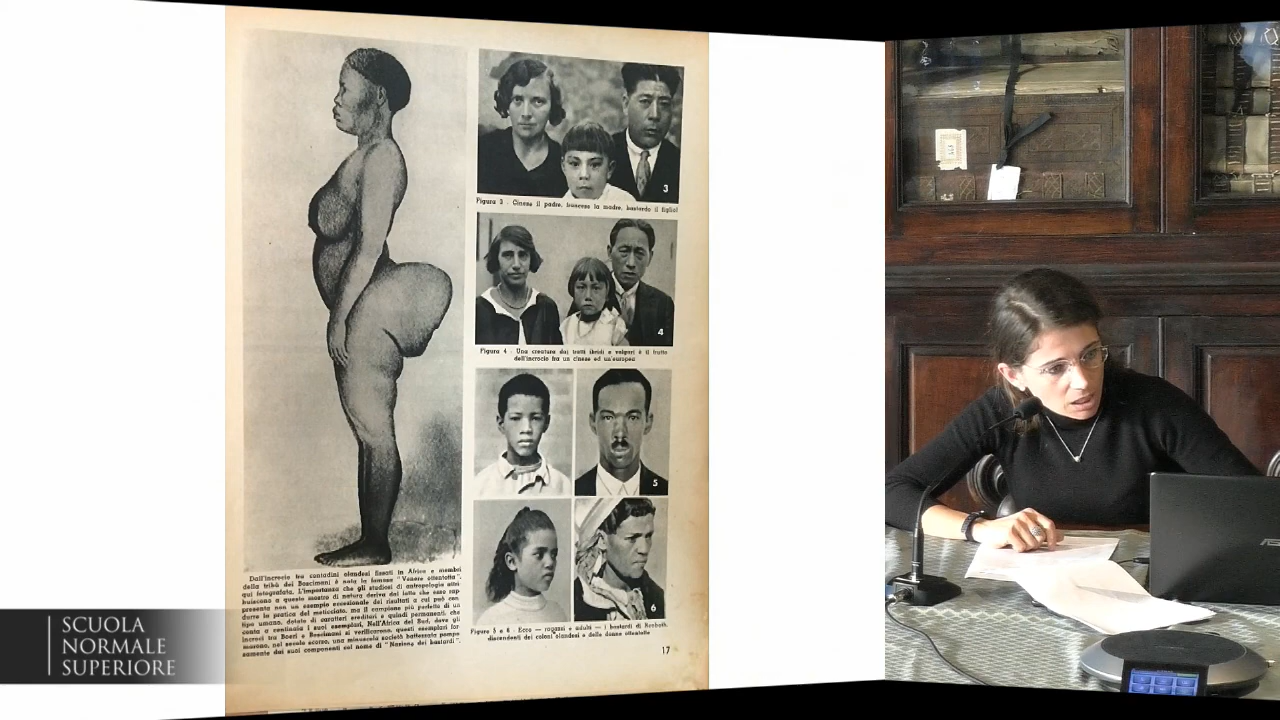 Dall'incrocio tra contadini olandesi fissati in Africa e membri
della tribù dei Boscimani è nata la famosa "Venere ottentotta",
qui fotografata. L'importanza che gli studiosi di antropologia attri
buiscono a questo mostro di natura deriva dal fatto che esso rap
presenta non un esempio eccezionale dei risultati a cui può con
durre la pratica del meticciato, ma il campione più perfetto di un
tipo umano, dotato di caratteri ereditari e quindi permanenti, che
conta a centinaia i suoi esemplari. Nell'Africa del Sud, dove gli
incroci tra Boeri e Boscimani si verificarono, questi esemplari for
marono, nel secolo scorso, una minuscola società battezzata pompo
samente dai suoi componenti col nome di "Nazione dei bastardi".
3
Figura 3 - Cinese il padre, francese la madre, bastardo il figlio!
4
Figura 4 - Una creatura dai tratti ibridi e volgari è il frutto
dell'incrocio fra un cinese ed un'europea
5
6
Figure 5 e 6 - Ecco — ragazzi e adulti — i bastardi di Rehoboth,
discendenti dei coloni olandesi e delle donne ottentotte
17
SCUOLA
NORMALE
SUPERIORE